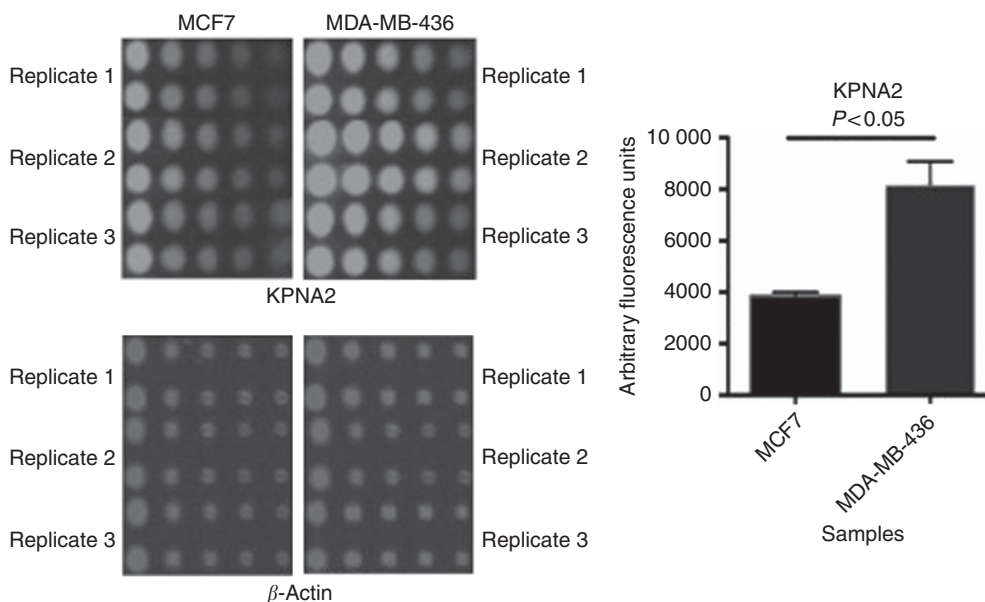 MCF7
MDA-MB-436
Replicate 1
Replicate 1
Replicate 2
Replicate 2
Replicate 3
Replicate 3
KPNA2
Replicate 1
Replicate 1
Replicate 2
Replicate 2
Replicate 3
Replicate 3
β-Actin
KPNA2
P<0.05
10 000
8000
6000
4000
2000
0
Arbitrary fluorescence units
MCF7
MDA-MB-436
Samples